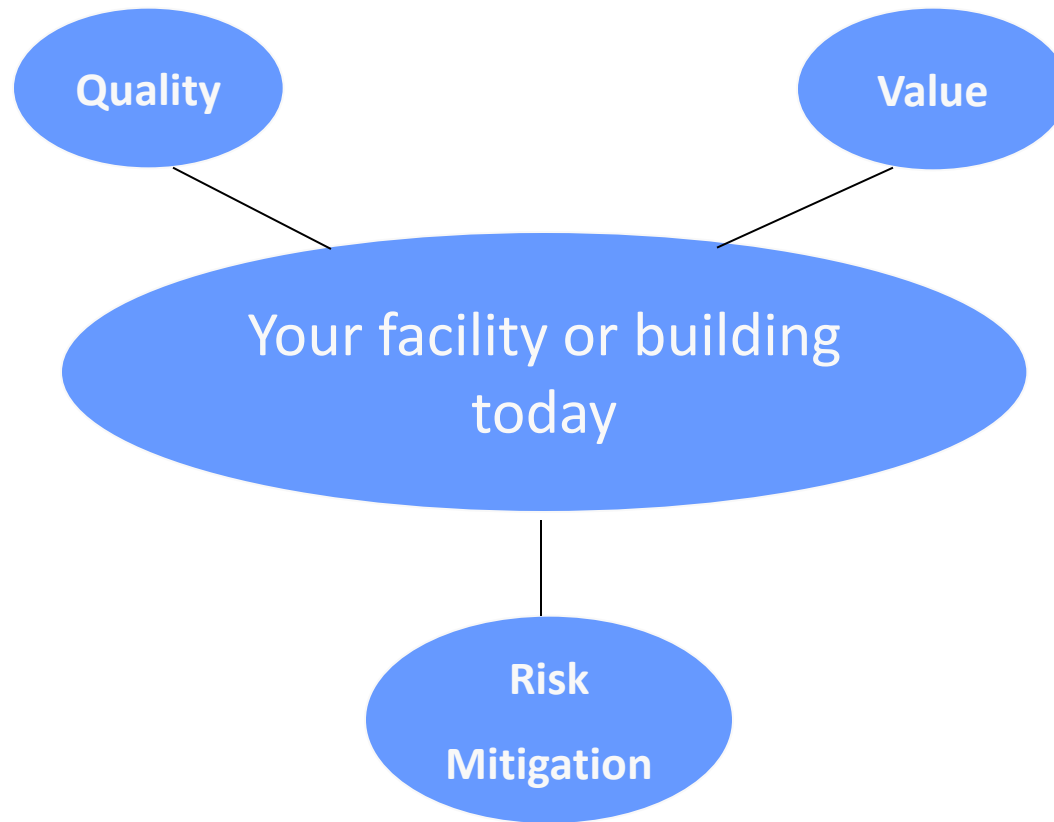 Quality
Value
Your facility or building
today
Risk
Mitigation